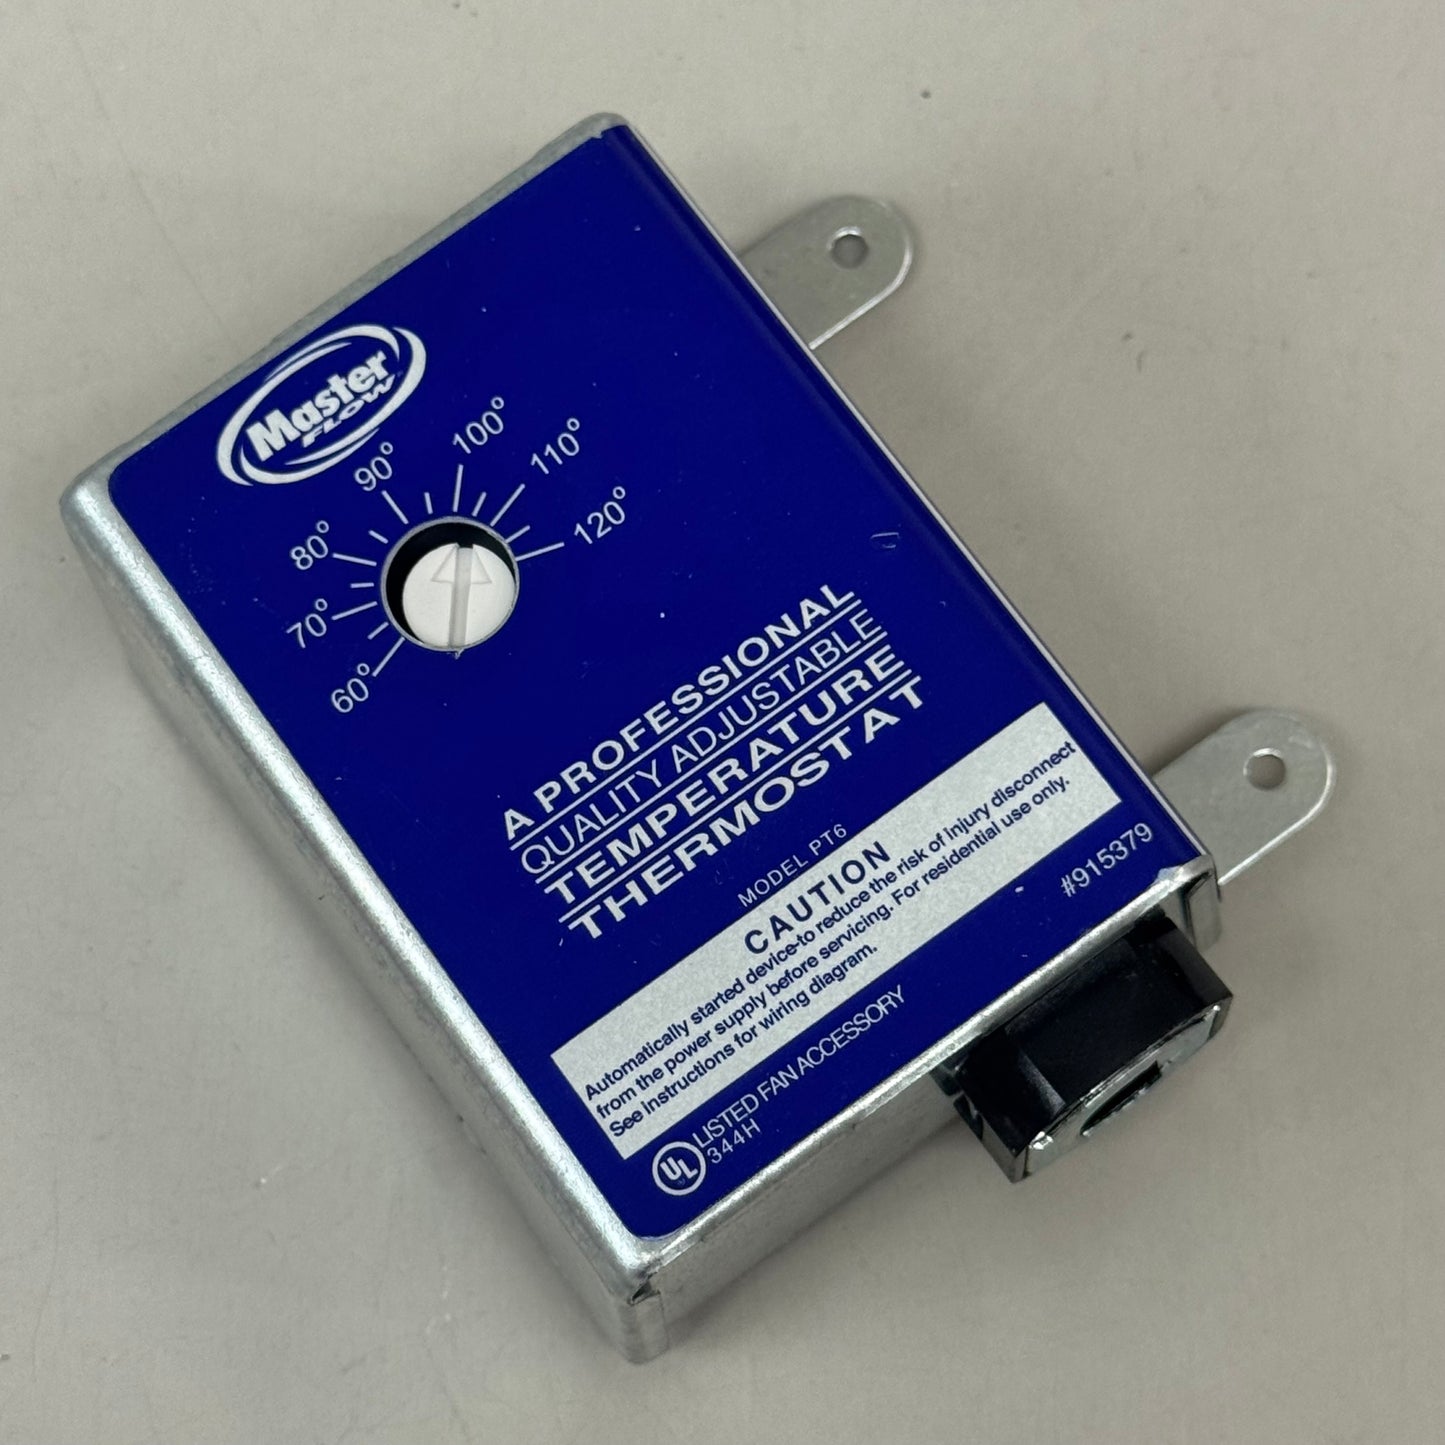 Master
FLOW
60°
70°
80°
90°
100°
110°
120°
A PROFESSIONAL
QUALITY ADJUSTABLE
TEMPERATURE
THERMOSTAT
MODEL PT6
CAUTION
Automatically started device-to reduce the risk of injury disconnect
from the power supply before servicing. For residential use only.
See instructions for wiring diagram.
#915379
UL
LISTED FAN ACCESSORY
344H